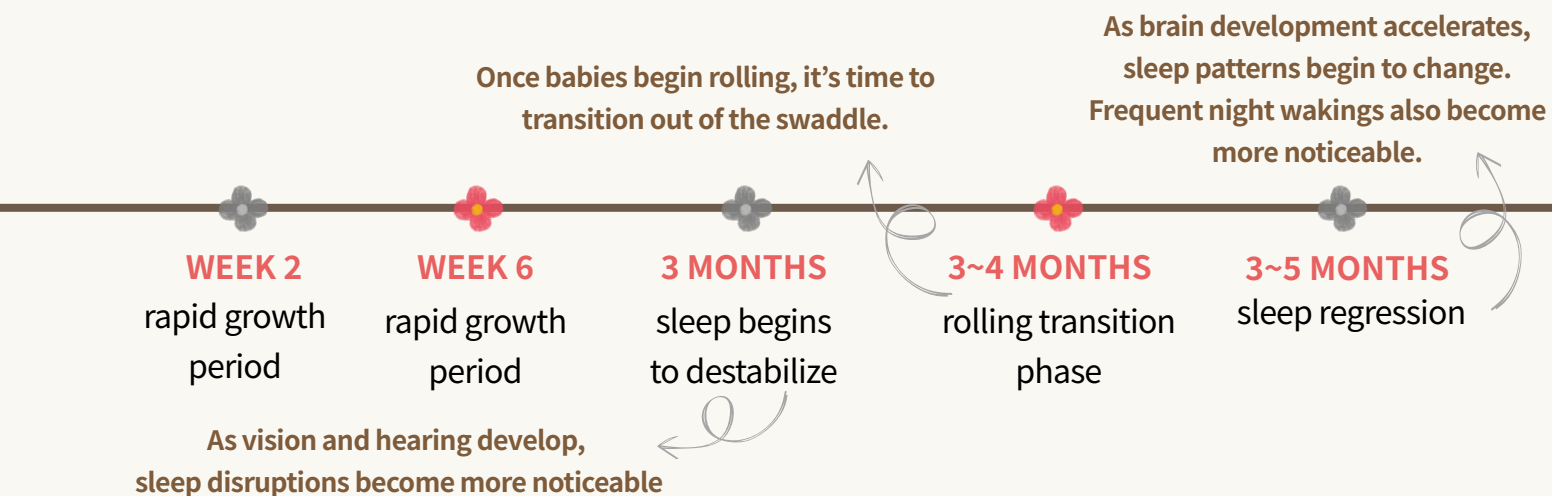 As brain development accelerates,
sleep patterns begin to change.
Frequent night wakings also become
more noticeable.
Once babies begin rolling, it's time to
transition out of the swaddle.
WEEK 2
rapid growth
period
WEEK 6
rapid growth
period
3 MONTHS
sleep begins
to destabilize
3~4 MONTHS
rolling transition
phase
3~5 MONTHS
sleep regression
As vision and hearing develop,
sleep disruptions become more noticeable